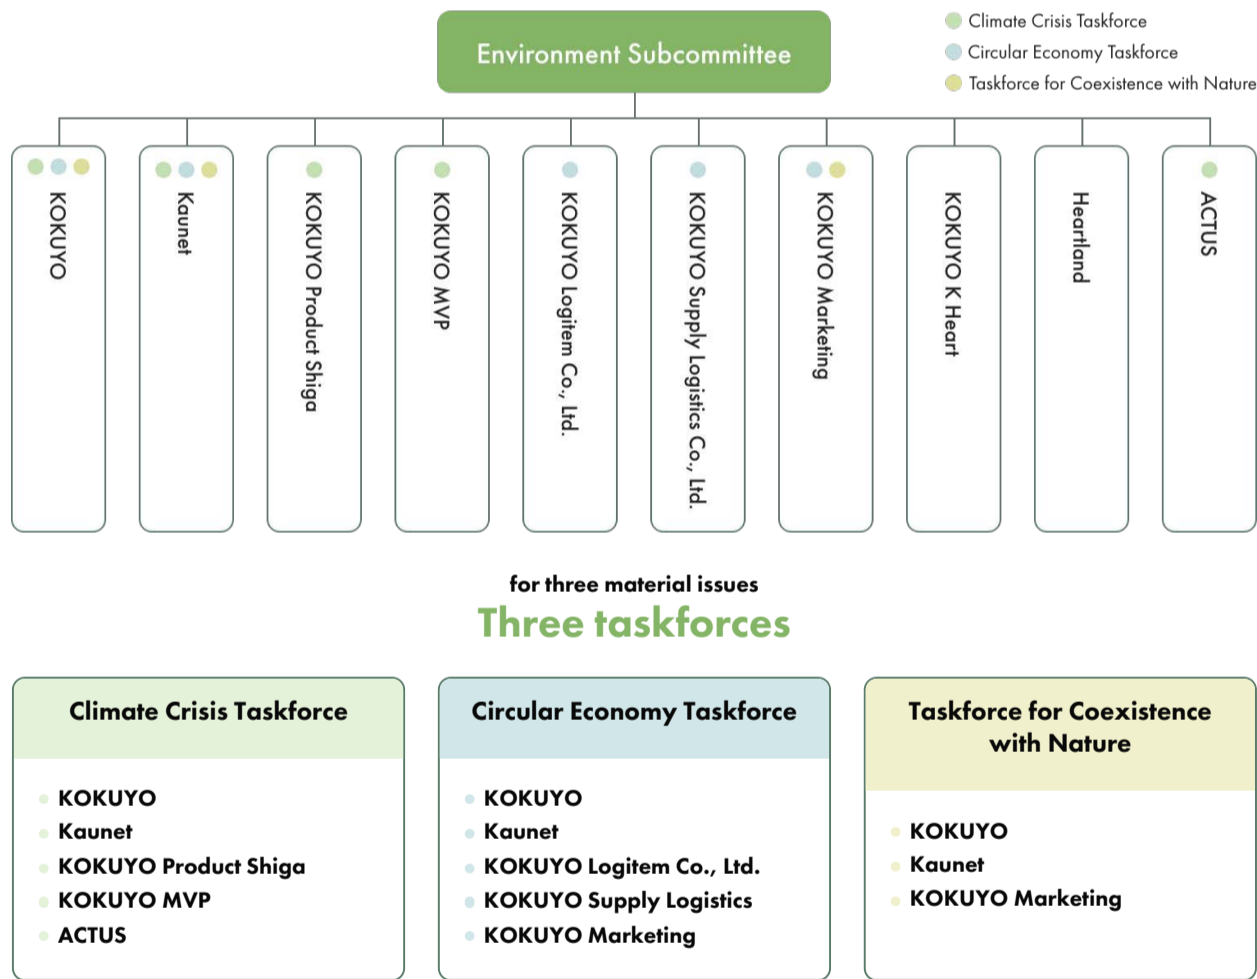 Environment Subcommittee
Climate Crisis Taskforce
Circular Economy Taskforce
Taskforce for Coexistence with Nature
KOKUYO
Kaunet
KOKUYO Product Shiga
KOKUYO MVP
KOKUYO Logitem Co., Ltd.
KOKUYO Supply Logistics Co., Ltd.
KOKUYO Marketing
KOKUYO K Heart
Heartland
ACTUS
for three material issues
Three taskforces
Climate Crisis Taskforce
KOKUYO
Kaunet
KOKUYO Product Shiga
KOKUYO MVP
ACTUS
Circular Economy Taskforce
KOKUYO
Kaunet
KOKUYO Logitem Co., Ltd.
KOKUYO Supply Logistics
KOKUYO Marketing
Taskforce for Coexistence
with Nature
KOKUYO
Kaunet
KOKUYO Marketing